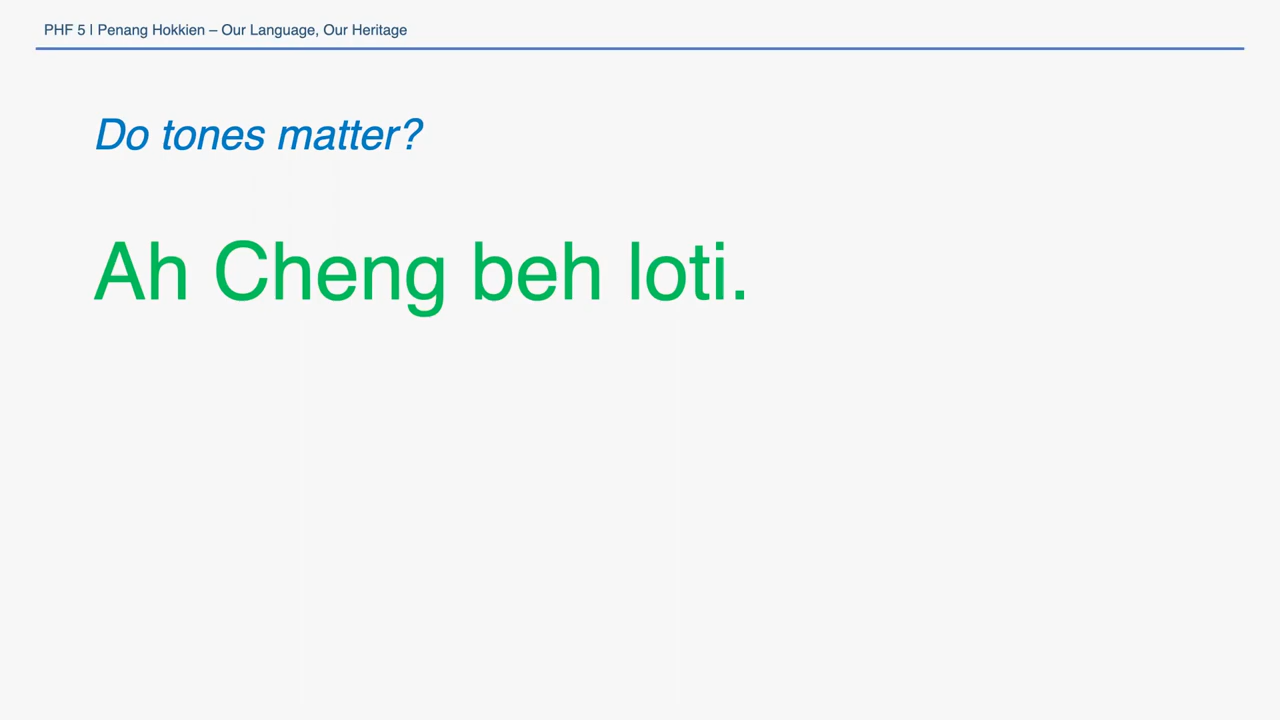 PHF 5 | Penang Hokkien – Our Language, Our Heritage
Do tones matter?
Ah Cheng beh loti.